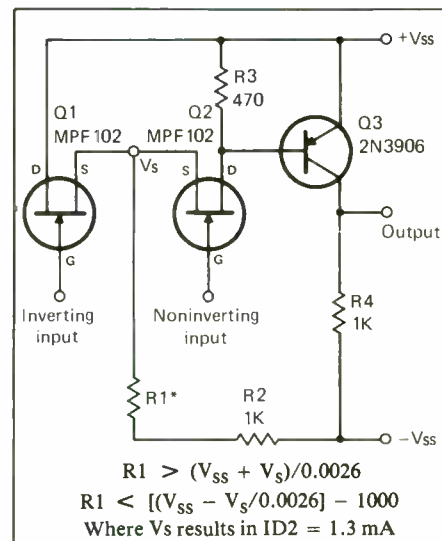 +Vss
R3
470
Q1
MPF102
Q2
MPF102
Q3
2N3906
D
S
Vs
S
D
G
G
Output
Inverting
input
Noninverting
input
R4
1K
R1*
R2
1K
−Vss
R1 > (Vss + Vs)/0.0026
R1 < [(Vss − Vs/0.0026] − 1000
Where Vs results in ID2 = 1.3 mA